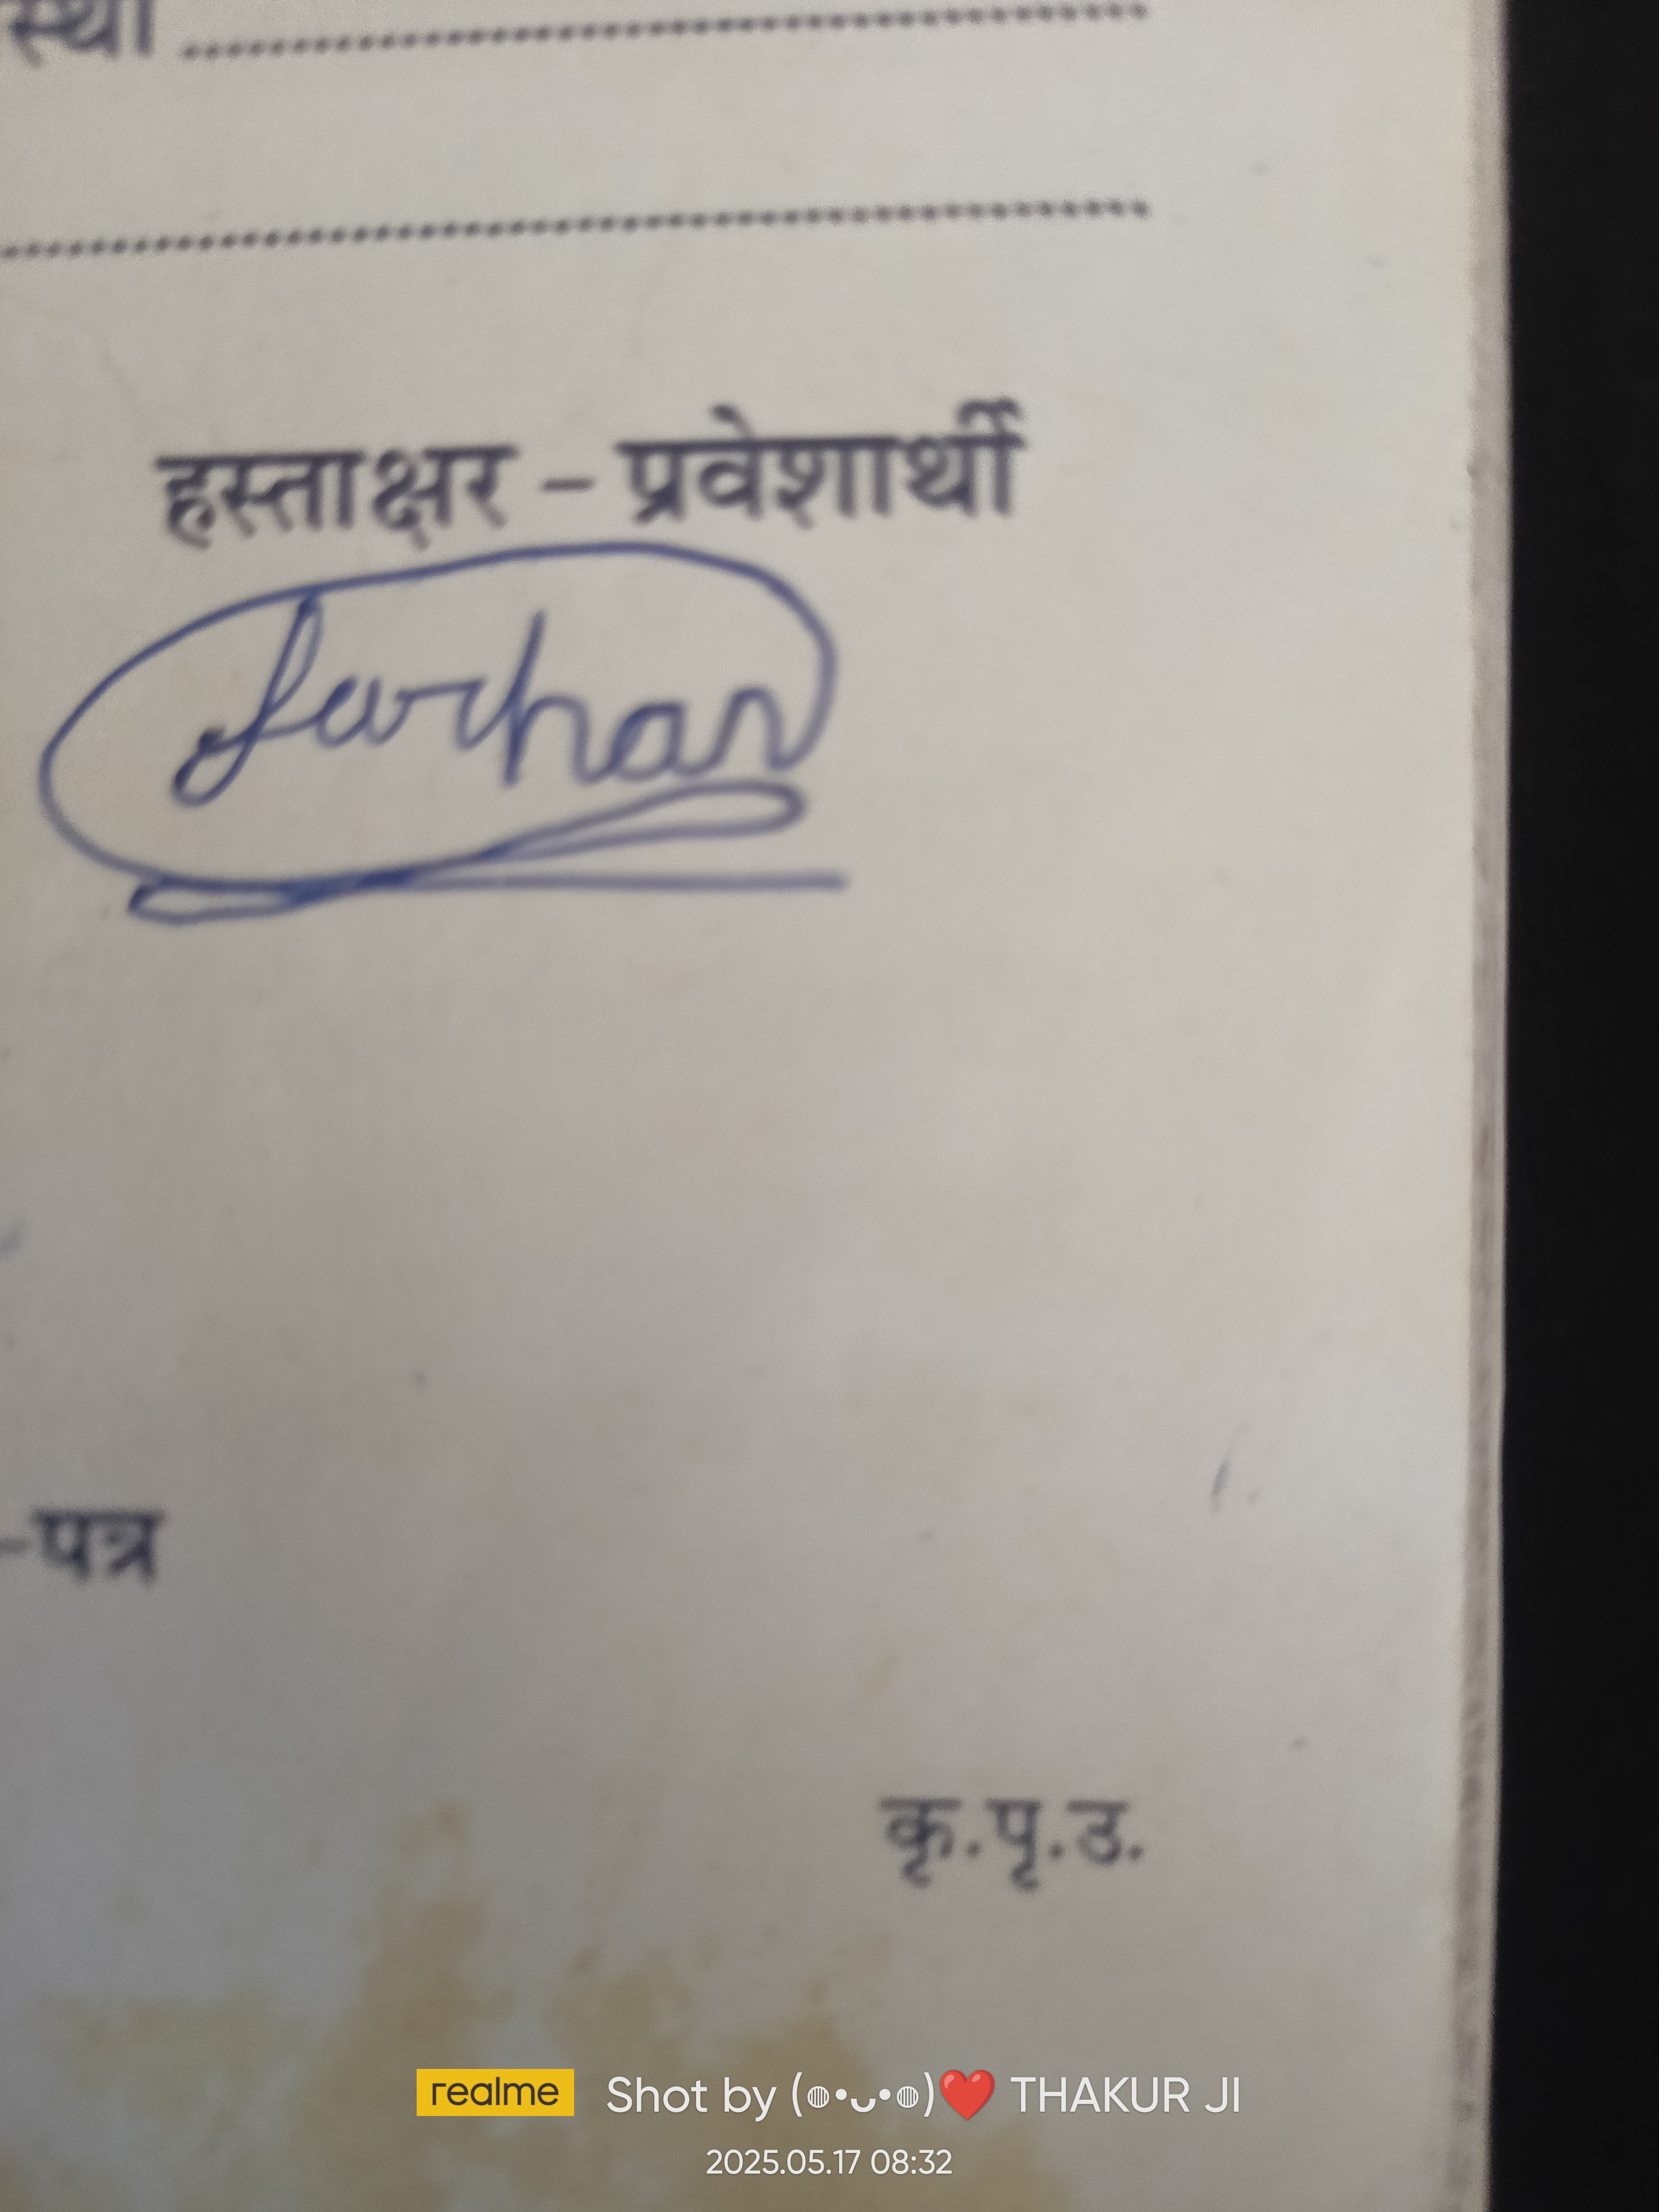 स्था ........................................................
........................................................................
हस्ताक्षर - प्रवेशार्थी
Farhan
-पत्र
कृ.पृ.उ.
realme Shot by (◍•ᴗ•◍)❤️ THAKUR JI
2025.05.17 08:32